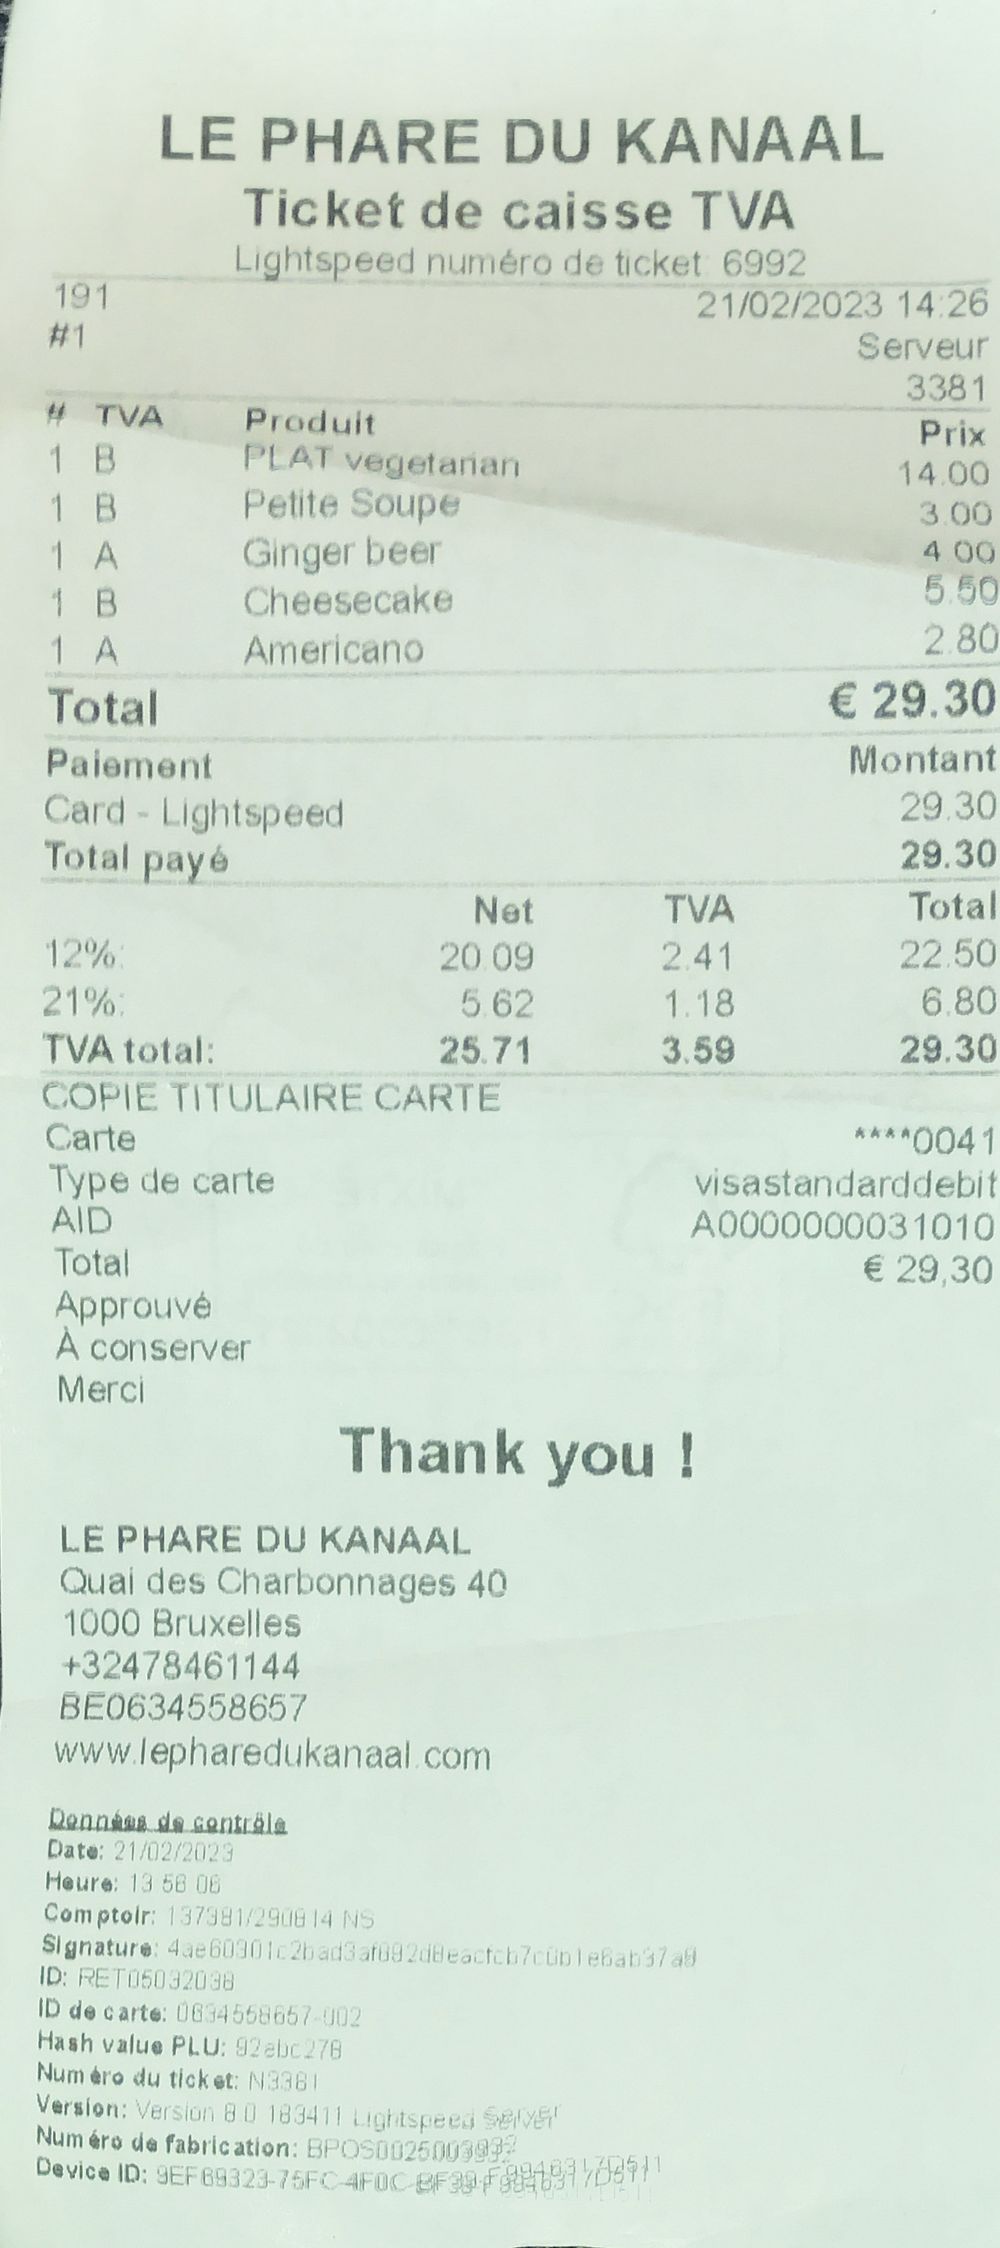 LE PHARE DU KANAAL
Ticket de caisse TVA
Lightspeed numéro de ticket: 6992
191 21/02/2023 14:26
#1 Serveur
3381
# TVA Produit Prix
1 B PLAT vegetarian 14.00
1 B Petite Soupe 3.00
1 A Ginger beer 4.00
1 B Cheesecake 5.50
1 A Americano 2.80
Total € 29.30
Paiement Montant
Card - Lightspeed 29.30
Total payé 29.30
Net TVA Total
12%: 20.09 2.41 22.50
21%: 5.62 1.18 6.80
TVA total: 25.71 3.59 29.30
COPIE TITULAIRE CARTE
Carte ****0041
Type de carte visastandarddebit
AID A0000000031010
Total € 29,30
Approuvé
À conserver
Merci
Thank you !
LE PHARE DU KANAAL
Quai des Charbonnages 40
1000 Bruxelles
+32478461144
BE0634558657
www.lepharedukanaal.com
Données de contrôle
Date: 21/02/2023
Heure:
Comptoir: NS
Signature:
ID: RET05032038
ID de carte: 0634558657-002
Hash value PLU:
Numéro du ticket: N3381
Version: Version 8.0 183411 Lightspeed Server
Numéro de fabrication:
Device ID: